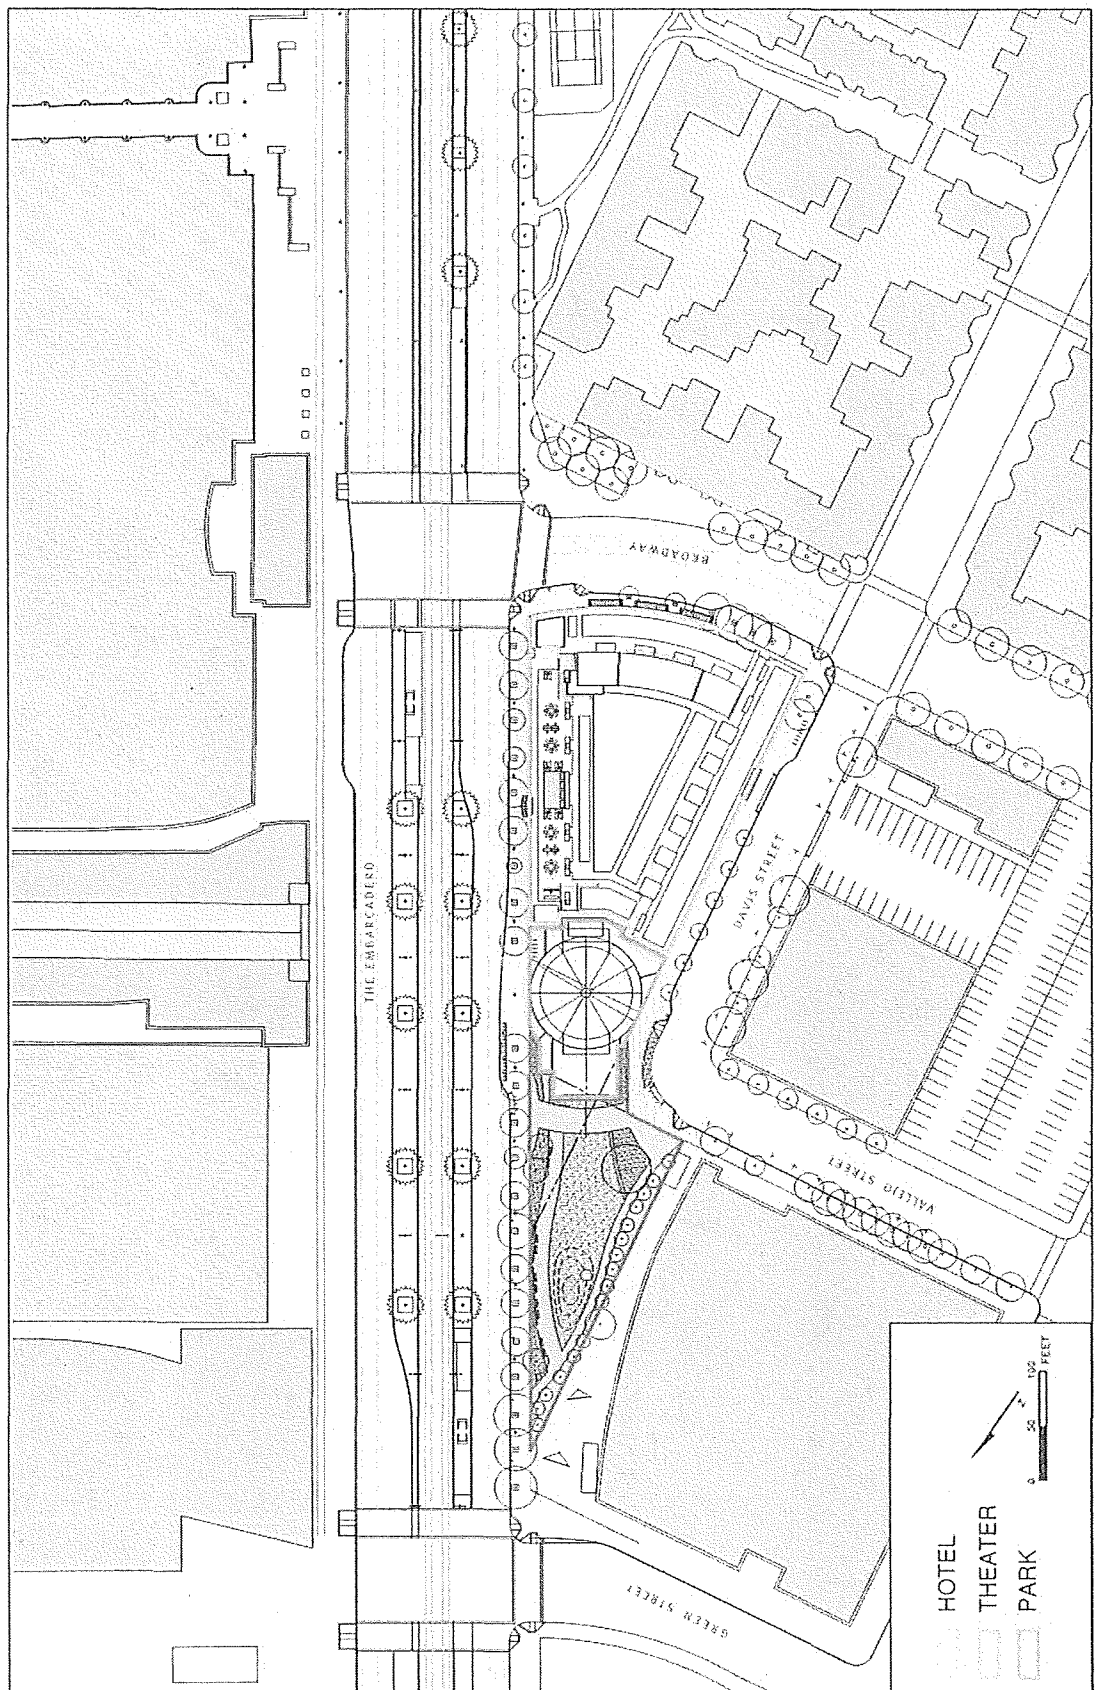 THE EMBARCADERO
BROADWAY
DAVIS STREET
VALLEJO STREET
GREEN STREET
HOTEL
THEATER
PARK
0 50 100
FEET